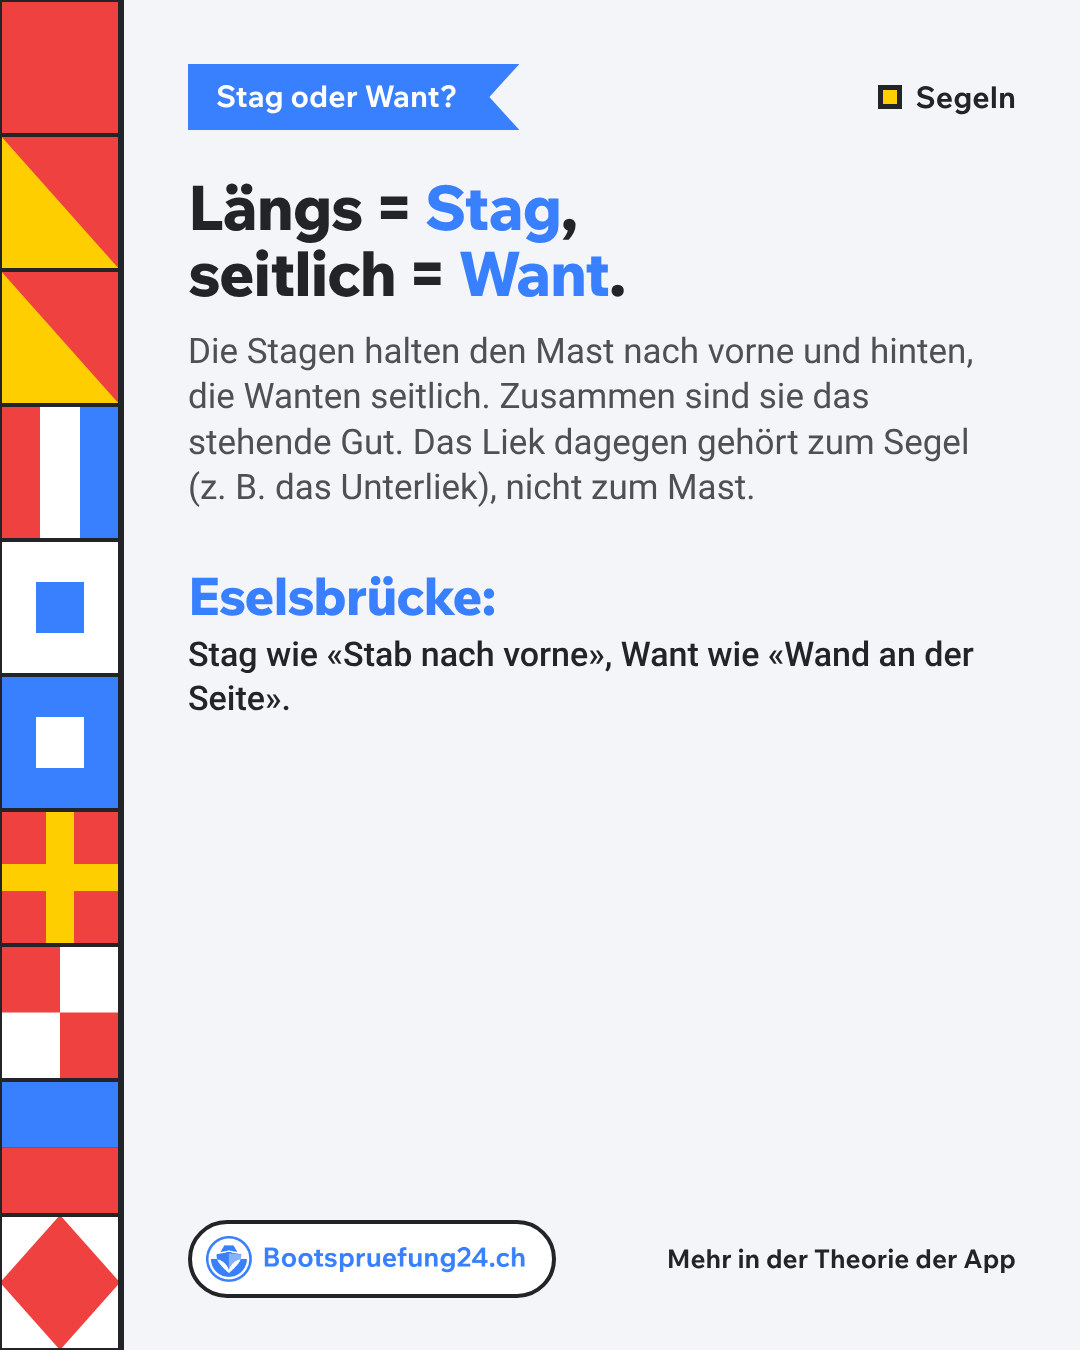 Stag oder Want?
Segeln
Längs = Stag,
seitlich = Want.
Die Stagen halten den Mast nach vorne und hinten,
die Wanten seitlich. Zusammen sind sie das
stehende Gut. Das Liek dagegen gehört zum Segel
(z. B. das Unterliek), nicht zum Mast.
Eselsbrücke:
Stag wie «Stab nach vorne», Want wie «Wand an der
Seite».
Bootspruefung24.ch
Mehr in der Theorie der App